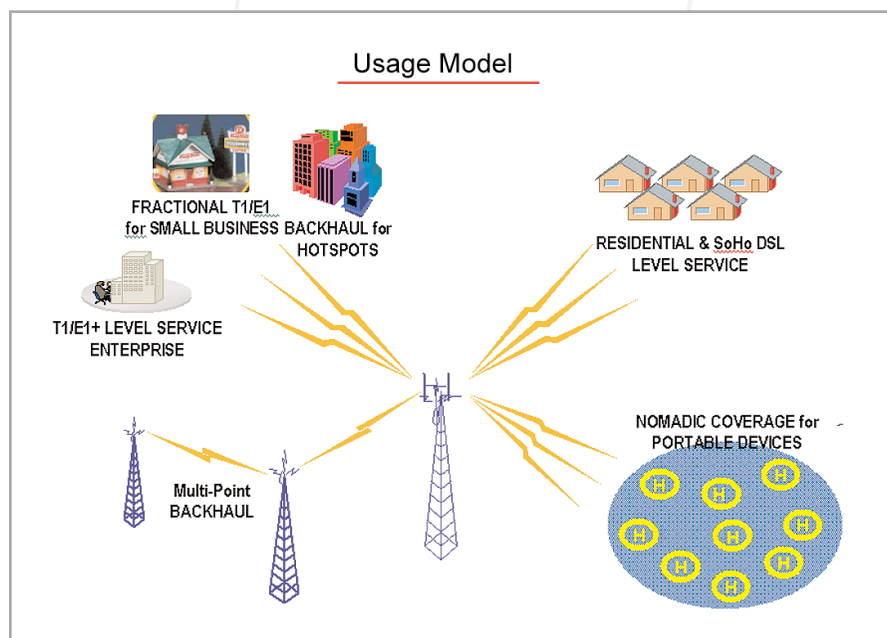 Usage Model
FRACTIONAL T1/E1
for SMALL BUSINESS
BACKHAUL for
HOTSPOTS
RESIDENTIAL & SoHo DSL
LEVEL SERVICE
T1/E1+ LEVEL SERVICE
ENTERPRISE
NOMADIC COVERAGE for
PORTABLE DEVICES
Multi-Point
BACKHAUL
H
H
H
H
H
H
H
H
H